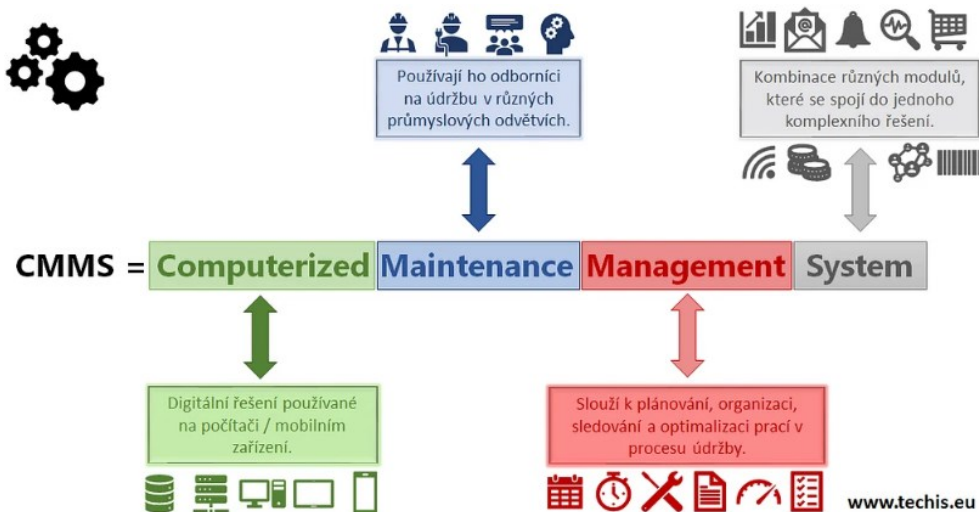 Používají ho odborníci
na údržbu v různých
průmyslových odvětvích.
Kombinace různých modulů,
které se spojí do jednoho
komplexního řešení.
CMMS = Computerized Maintenance Management System
Digitální řešení používané
na počítači / mobilním
zařízení.
Slouží k plánování, organizaci,
sledování a optimalizaci prací v
procesu údržby.
www.techis.eu